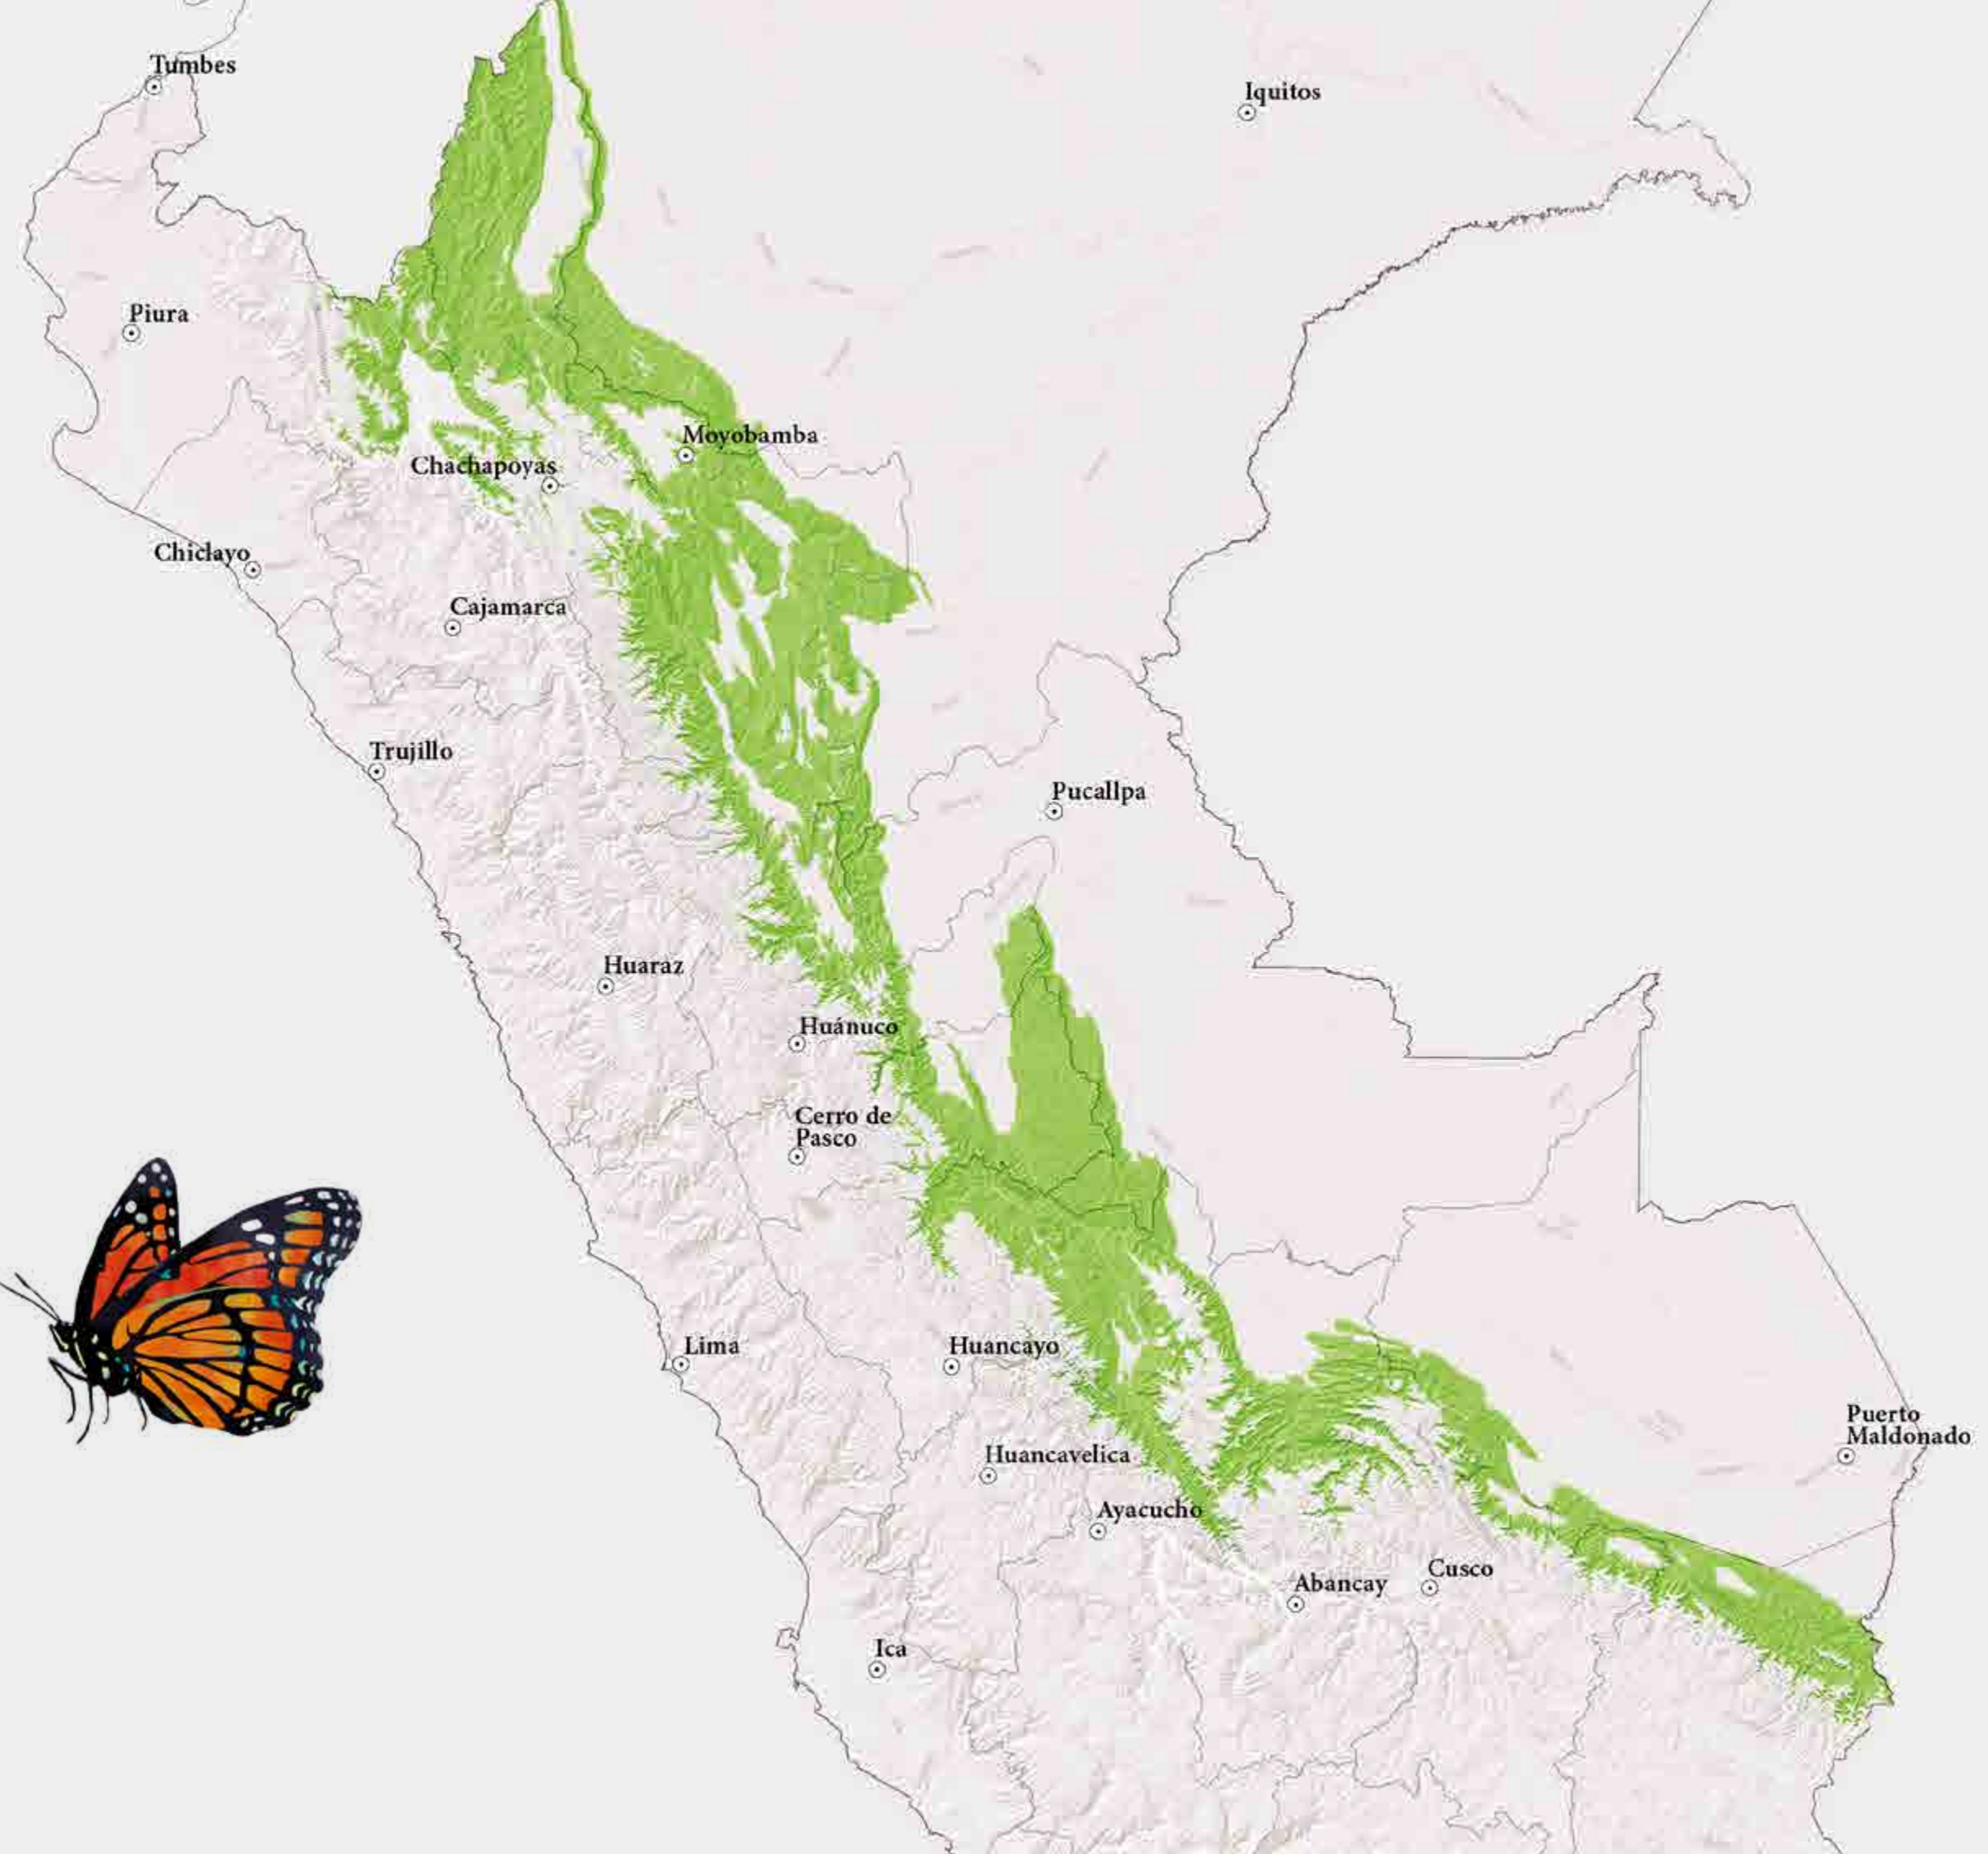 Tumbes
Iquitos
Piura
Moyobamba
Chachapoyas
Chiclayo
Cajamarca
Trujillo
Pucallpa
Huaraz
Huánuco
Cerro de
Pasco
Lima
Huancayo
Puerto
Maldonado
Huancavelica
Ayacucho
Cusco
Abancay
Ica